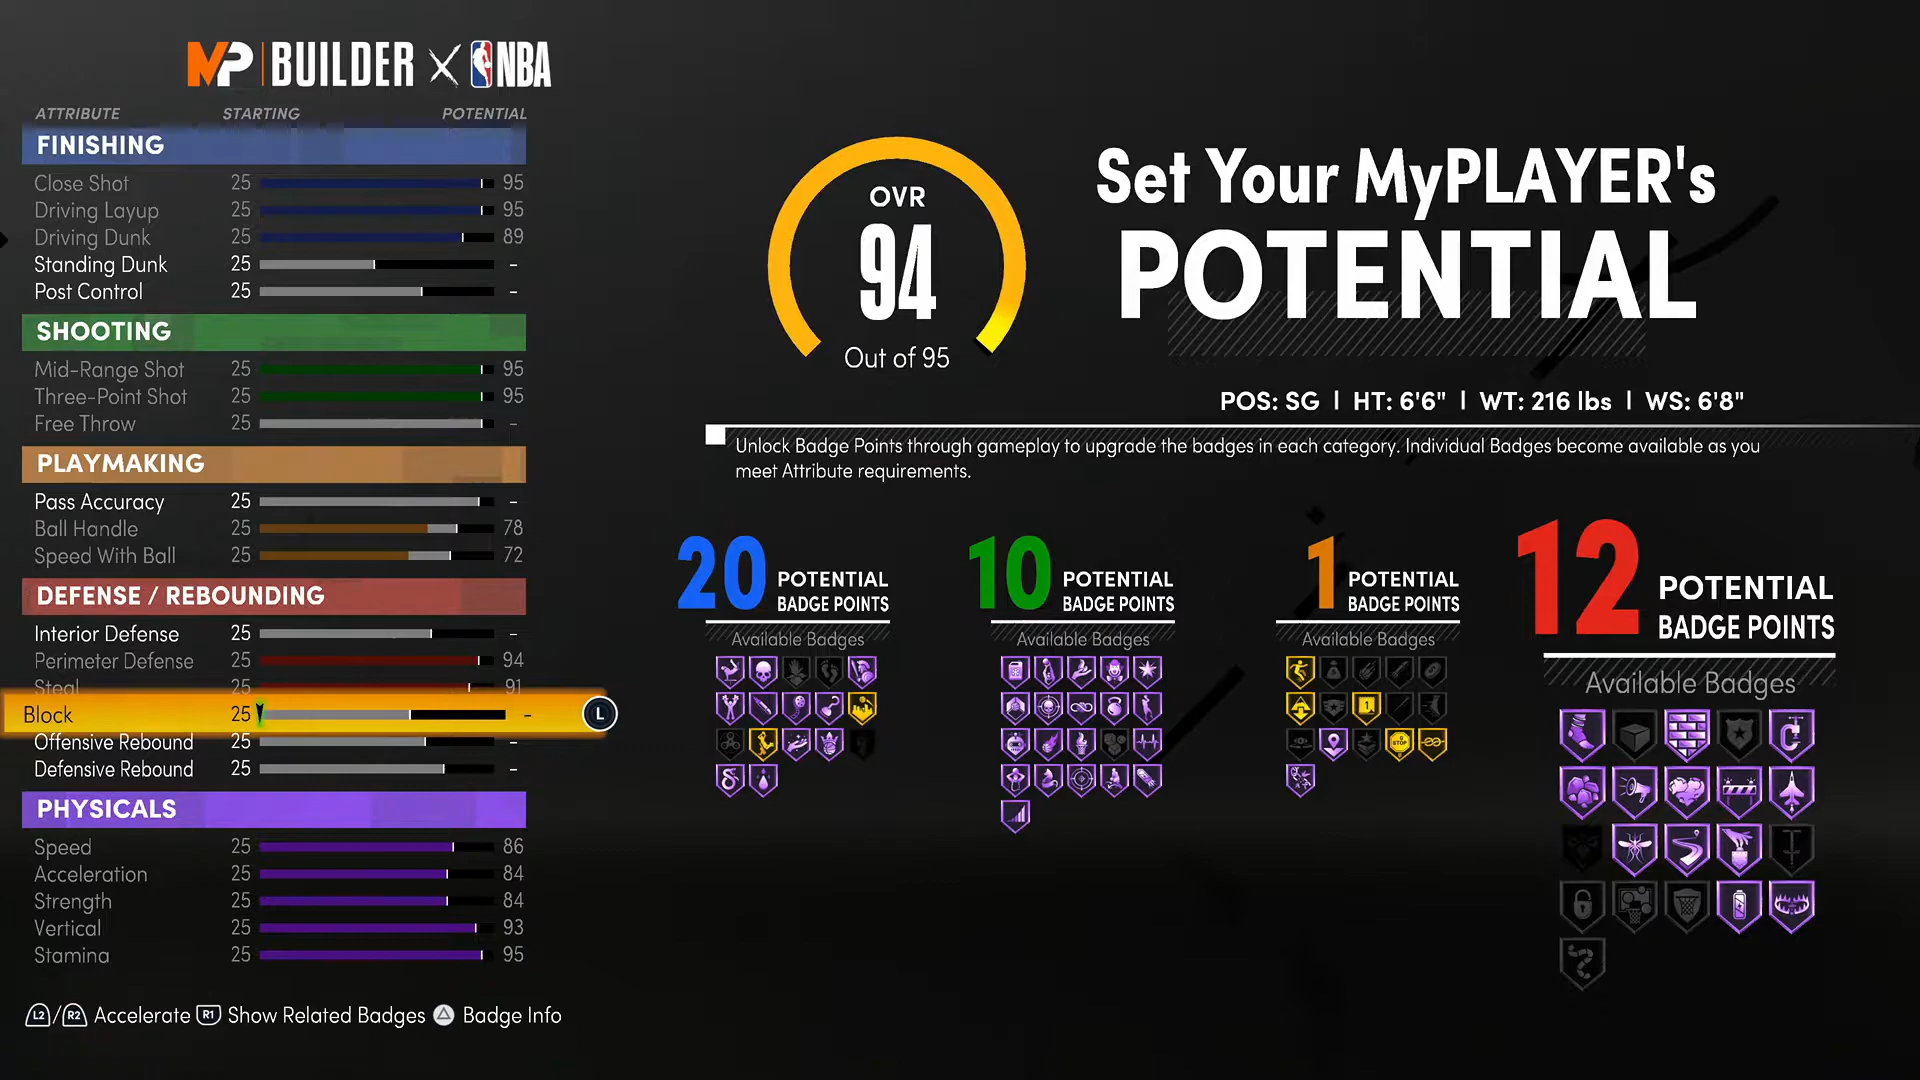 MP | BUILDER X NBA
ATTRIBUTE STARTING POTENTIAL
FINISHING
Close Shot 25 95
Driving Layup 25 95
Driving Dunk 25 89
Standing Dunk 25 -
Post Control 25 -
SHOOTING
Mid-Range Shot 25 95
Three-Point Shot 25 95
Free Throw 25 -
PLAYMAKING
Pass Accuracy 25 -
Ball Handle 25 78
Speed With Ball 25 72
DEFENSE / REBOUNDING
Interior Defense 25 -
Perimeter Defense 25 94
Steal 25 91
Block 25 - L
Offensive Rebound 25 -
Defensive Rebound 25 -
PHYSICALS
Speed 25 86
Acceleration 25 84
Strength 25 84
Vertical 25 93
Stamina 25 95
L2/R2 Accelerate R1 Show Related Badges Badge Info
OVR
94
Out of 95
Set Your MyPLAYER's
POTENTIAL
POS: SG | HT: 6'6" | WT: 216 lbs | WS: 6'8"
Unlock Badge Points through gameplay to upgrade the badges in each category. Individual Badges become available as you
meet Attribute requirements.
20 POTENTIAL
BADGE POINTS
Available Badges
10 POTENTIAL
BADGE POINTS
Available Badges
1 POTENTIAL
BADGE POINTS
Available Badges
STOP
12 POTENTIAL
BADGE POINTS
Available Badges